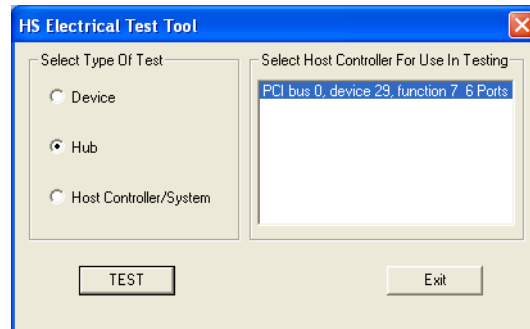 HS Electrical Test Tool
Select Type Of Test
Device
Hub
Host Controller/System
Select Host Controller For Use In Testing
PCI bus 0, device 29, function 7  6 Ports
TEST
Exit